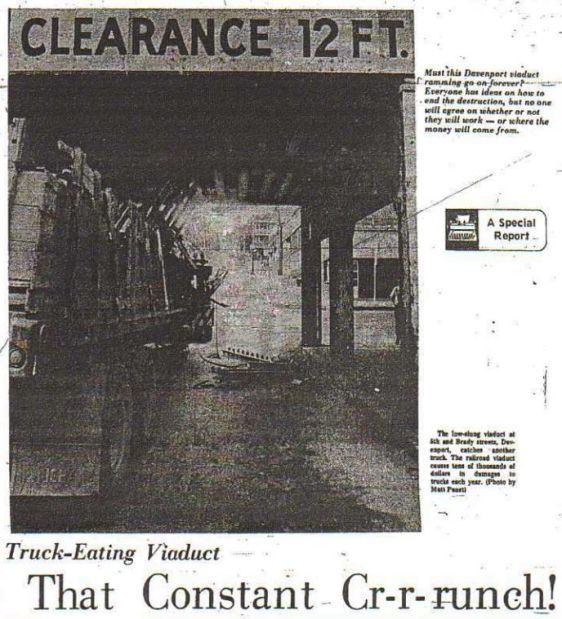 CLEARANCE 12 FT.
Must this Davenport viaduct
ramming go on forever?
Everyone has ideas on how to
end the destruction, but no one
will agree on whether or not
they will work — or where the
money will come from.
A Special
Report
The low-slung viaduct at
5th and Brady streets, Dav-
enport, catches another
truck. The railroad viaduct
causes tens of thousands of
dollars in damages to
trucks each year. (Photo by
Matt
Truck-Eating Viaduct
That Constant Cr-r-runch!